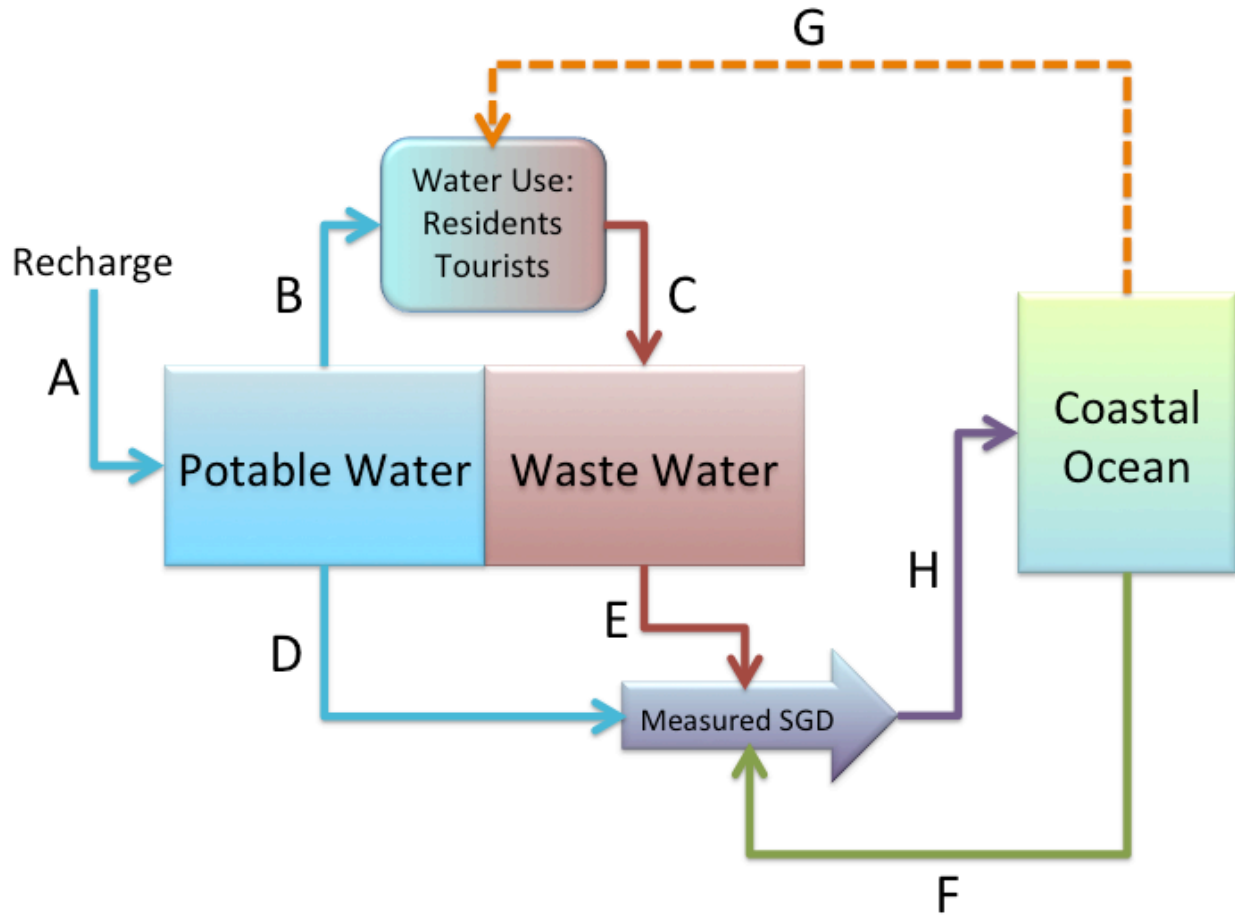 G
Water Use:
Residents
Tourists
Recharge
B
C
A
Potable Water
Waste Water
Coastal
Ocean
H
E
D
Measured SGD
F